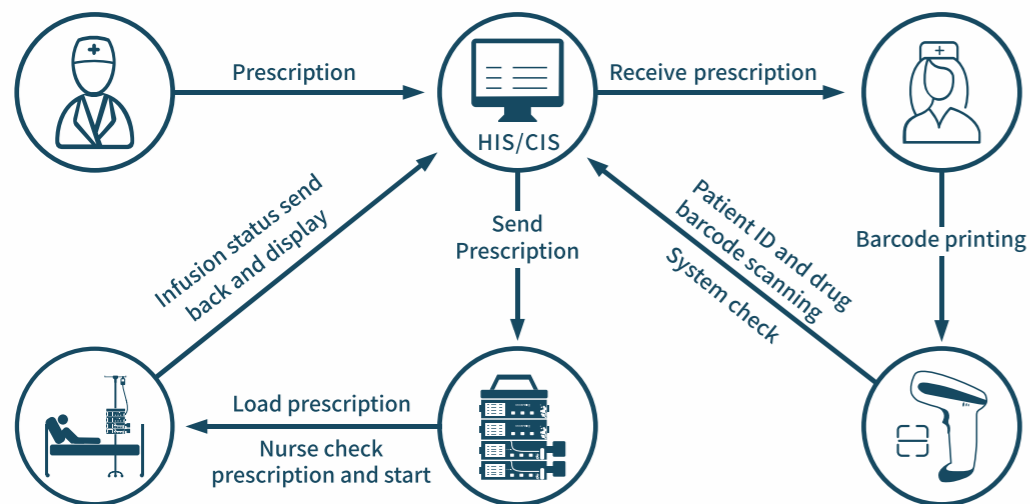 Prescription
Receive prescription
HIS/CIS
Infusion status send
back and display
Send
Prescription
Patient ID and drug
barcode scanning
System check
Barcode printing
Load prescription
Nurse check
prescription and start